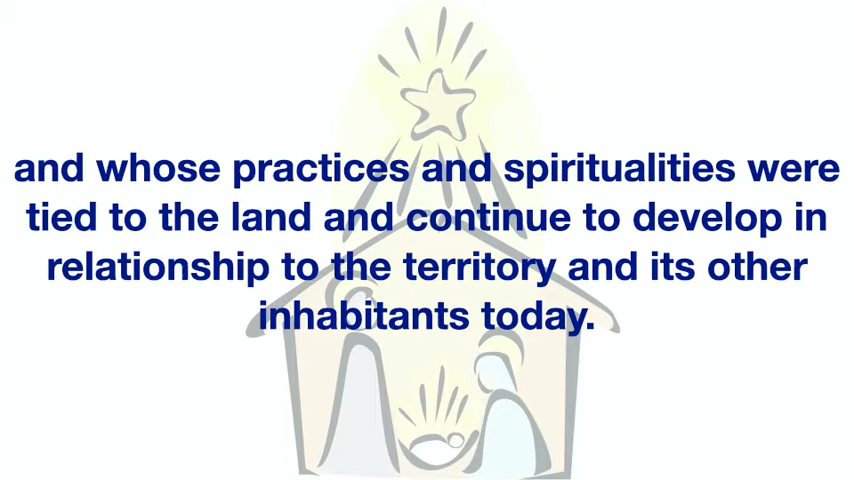 and whose practices and spiritualities were
tied to the land and continue to develop in
relationship to the territory and its other
inhabitants today.